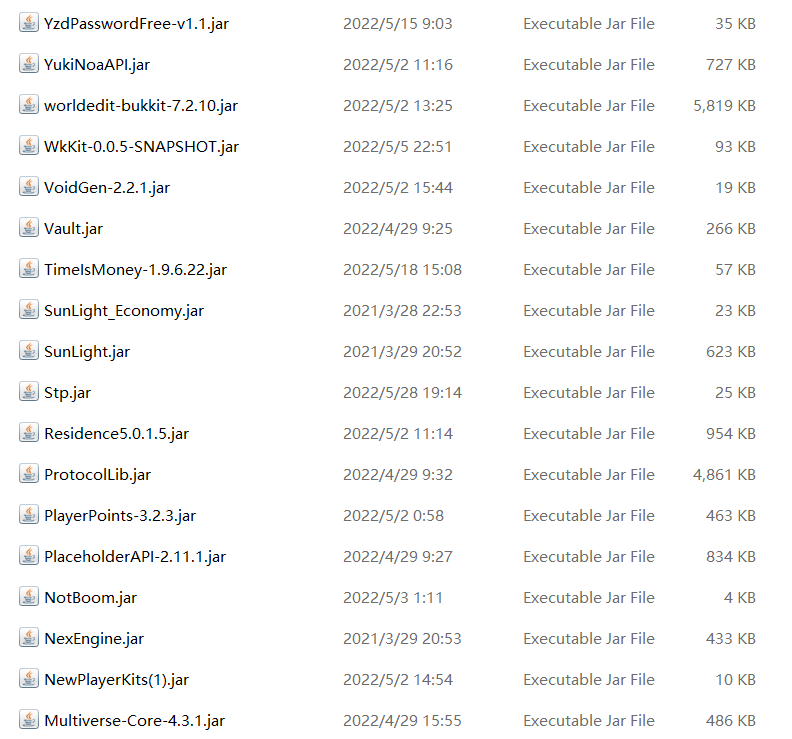 YzdPasswordFree-v1.1.jar 2022/5/15 9:03 Executable Jar File 35 KB
YukiNoaAPI.jar 2022/5/2 11:16 Executable Jar File 727 KB
worldedit-bukkit-7.2.10.jar 2022/5/2 13:25 Executable Jar File 5,819 KB
WkKit-0.0.5-SNAPSHOT.jar 2022/5/5 22:51 Executable Jar File 93 KB
VoidGen-2.2.1.jar 2022/5/2 15:44 Executable Jar File 19 KB
Vault.jar 2022/4/29 9:25 Executable Jar File 266 KB
TimeIsMoney-1.9.6.22.jar 2022/5/18 15:08 Executable Jar File 57 KB
SunLight_Economy.jar 2021/3/28 22:53 Executable Jar File 23 KB
SunLight.jar 2021/3/29 20:52 Executable Jar File 623 KB
Stp.jar 2022/5/28 19:14 Executable Jar File 25 KB
Residence5.0.1.5.jar 2022/5/2 11:14 Executable Jar File 954 KB
ProtocolLib.jar 2022/4/29 9:32 Executable Jar File 4,861 KB
PlayerPoints-3.2.3.jar 2022/5/2 0:58 Executable Jar File 463 KB
PlaceholderAPI-2.11.1.jar 2022/4/29 9:27 Executable Jar File 834 KB
NotBoom.jar 2022/5/3 1:11 Executable Jar File 4 KB
NexEngine.jar 2021/3/29 20:53 Executable Jar File 433 KB
NewPlayerKits(1).jar 2022/5/2 14:54 Executable Jar File 10 KB
Multiverse-Core-4.3.1.jar 2022/4/29 15:55 Executable Jar File 486 KB